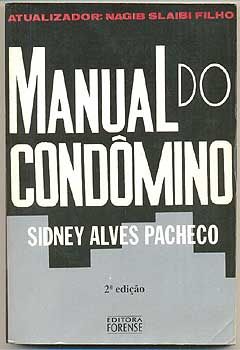 ATUALIZADOR: NAGIB SLAIBI FILHO
MANUAL DO
CONDÔMINO
SIDNEY ALVES PACHECO
2ª edição
EDITORA
FORENSE